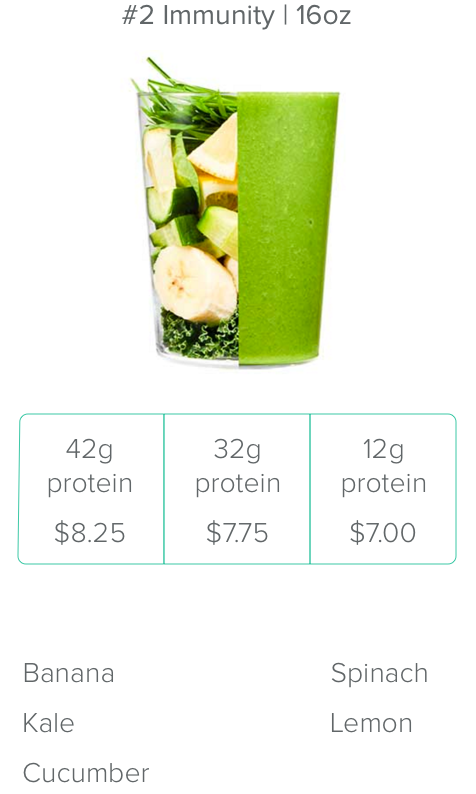 #2 Immunity | 16oz
42g
protein
$8.25
32g
protein
$7.75
12g
protein
$7.00
Banana
Kale
Cucumber
Spinach
Lemon